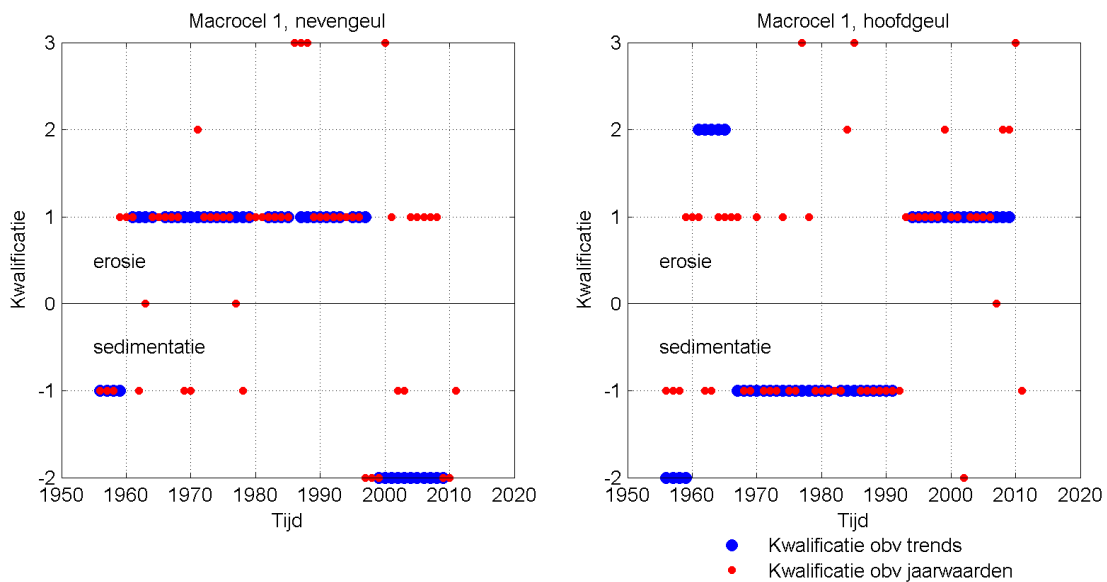 Macrocel 1, nevengeul
Kwalificatie
3
2
1
0
-1
-2
erosie
sedimentatie
1950 1960 1970 1980 1990 2000 2010 2020
Tijd
Macrocel 1, hoofdgeul
Kwalificatie
3
2
1
0
-1
-2
erosie
sedimentatie
1950 1960 1970 1980 1990 2000 2010 2020
Tijd
Kwalificatie obv trends
Kwalificatie obv jaarwaarden